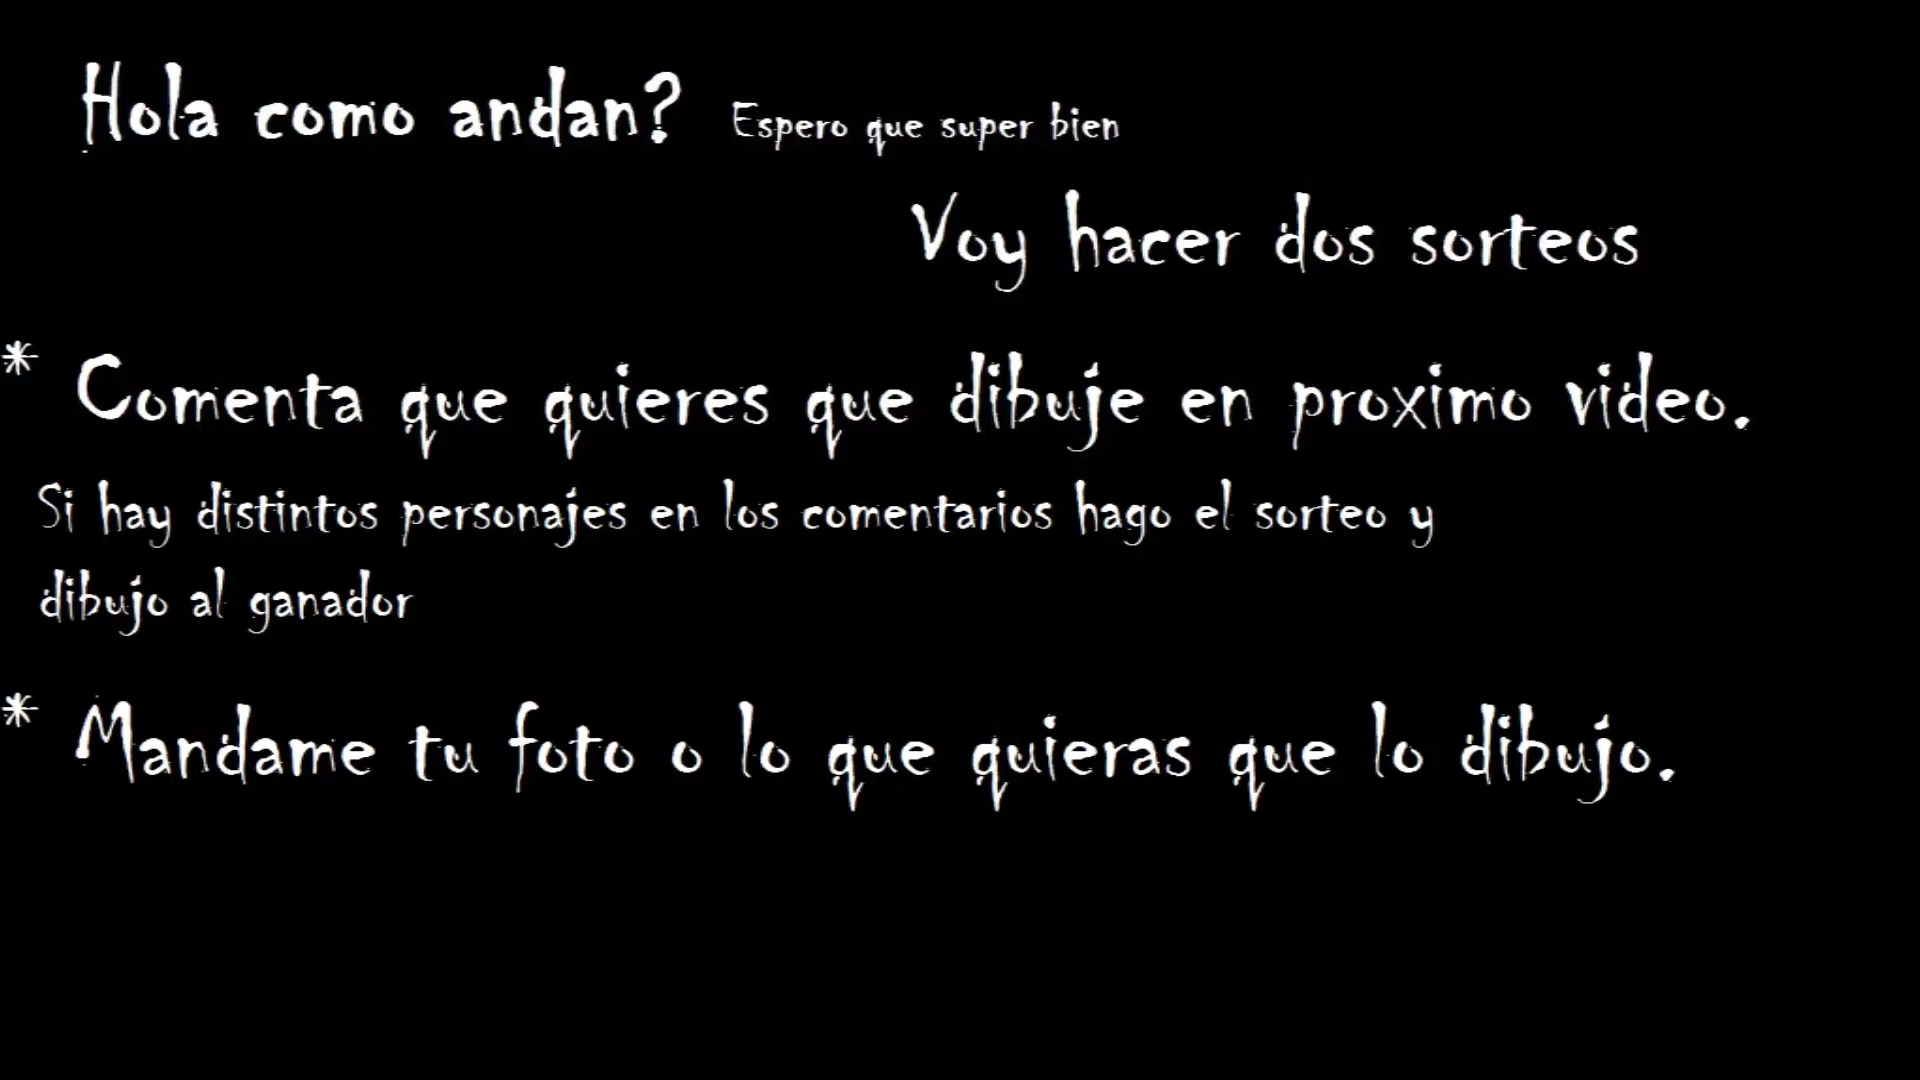 Hola como andan? Espero que super bien
Voy hacer dos sorteos
* Comenta que quieres que dibuje en proximo video.
Si hay distintos personajes en los comentarios hago el sorteo y
dibujo al ganador
* Mandame tu foto o lo que quieras que lo dibujo.